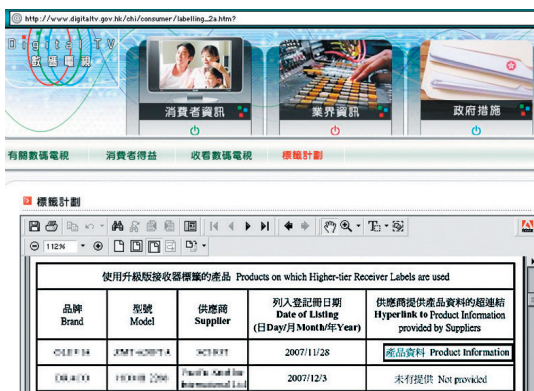 http://www.digitaltv.gov.hk/chi/consumer/labelling_2a.htm?
Digital TV
數碼電視
消費者資訊
業界資訊
政府措施
有關數碼電視 消費者得益 收看數碼電視 標籤計劃
標籤計劃
112%
使用升級版接收器標籤的產品 Products on which Higher-tier Receiver Labels are used
品牌
Brand
型號
Model
供應商
Supplier
列入登記冊日期
Date of Listing
(日Day/月Month/年Year)
供應商提供產品資料的超連結
Hyperlink to Product Information
provided by Suppliers
2007/11/28
產品資料 Product Information
2007/12/3
未有提供 Not provided